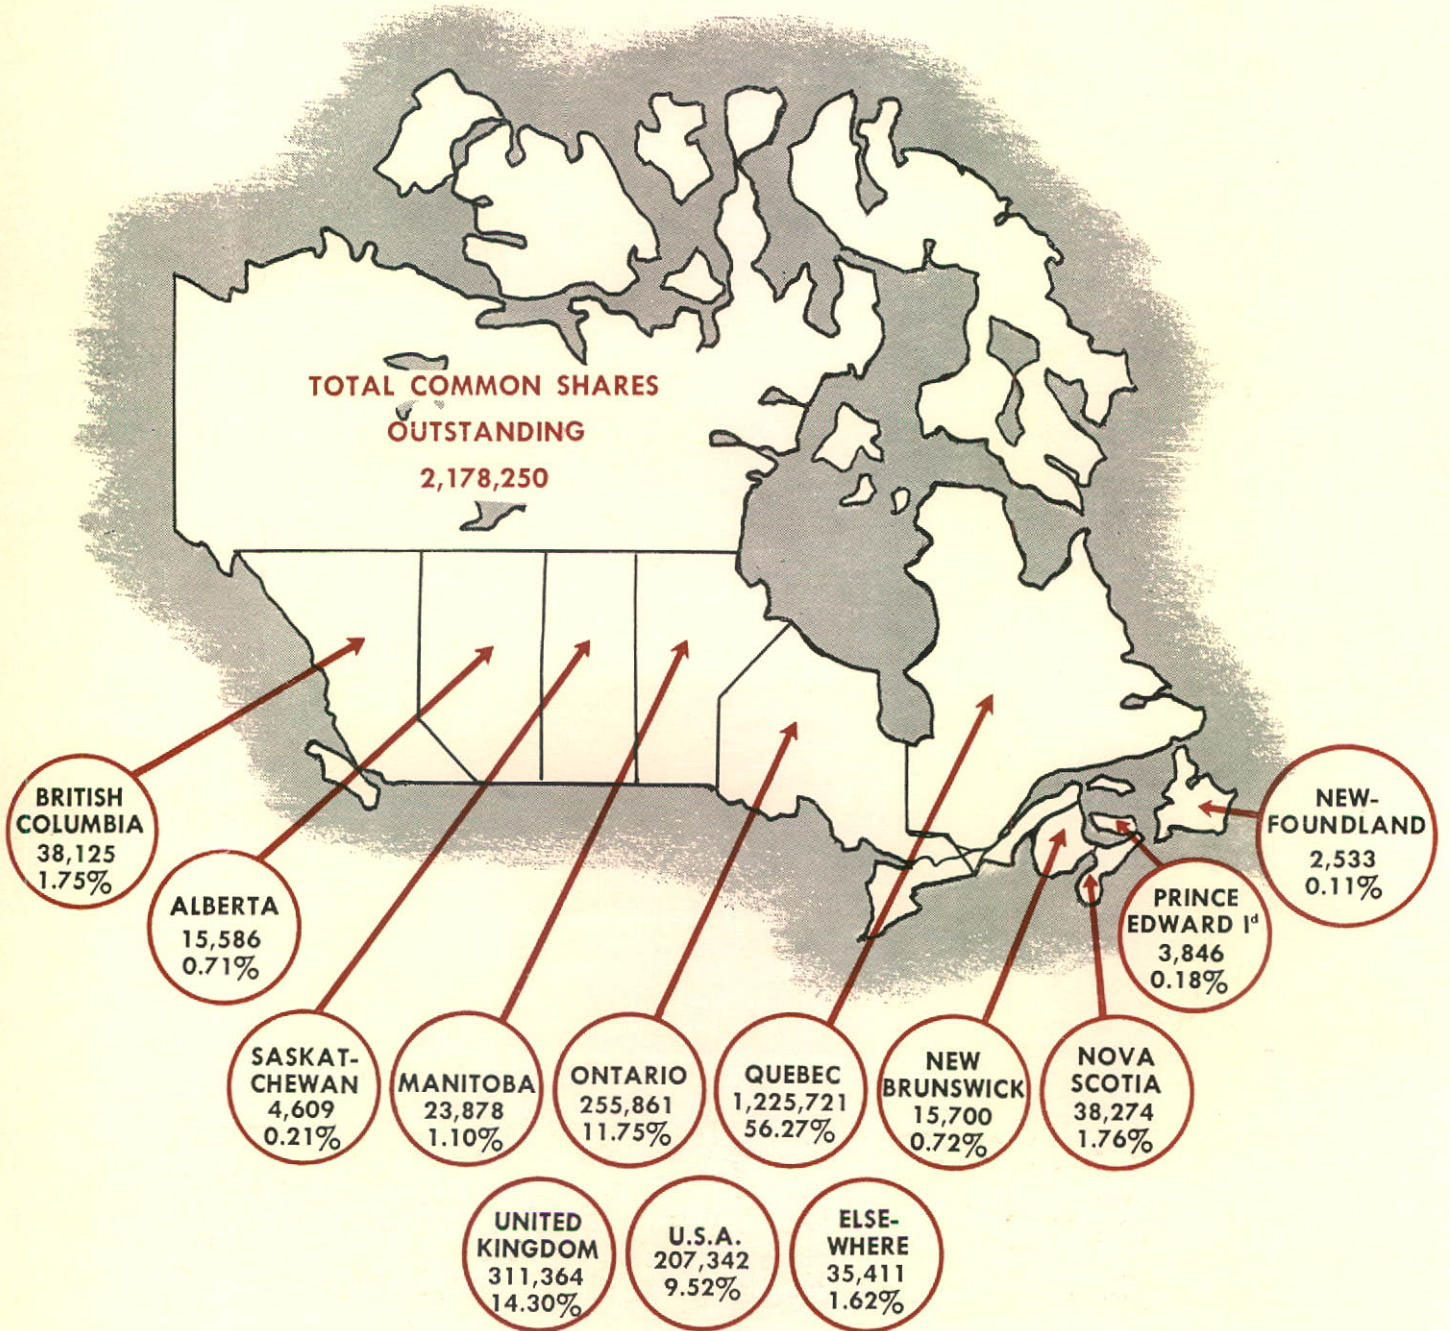 TOTAL COMMON SHARES
OUTSTANDING
2,178,250
BRITISH
COLUMBIA
38,125
1.75%
ALBERTA
15,586
0.71%
SASKAT-
CHEWAN
4,609
0.21%
MANITOBA
23,878
1.10%
ONTARIO
255,861
11.75%
QUEBEC
1,225,721
56.27%
NEW
BRUNSWICK
15,700
0.72%
NOVA
SCOTIA
38,274
1.76%
PRINCE
EDWARD Iᵈ
3,846
0.18%
NEW-
FOUNDLAND
2,533
0.11%
UNITED
KINGDOM
311,364
14.30%
U.S.A.
207,342
9.52%
ELSE-
WHERE
35,411
1.62%